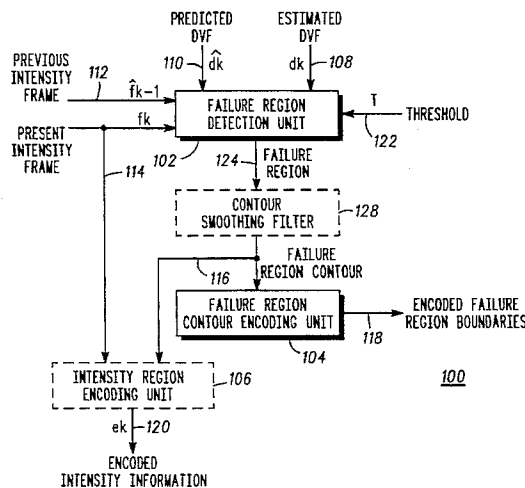 PREDICTED
DVF
ESTIMATED
DVF
110
d̂k
dk
108
PREVIOUS
INTENSITY
FRAME
112
f̂k-1
FAILURE REGION
DETECTION UNIT
T
THRESHOLD
122
PRESENT
INTENSITY
FRAME
fk
102
114
124
FAILURE
REGION
CONTOUR
SMOOTHING FILTER
128
116
FAILURE
REGION CONTOUR
FAILURE REGION
CONTOUR ENCODING UNIT
ENCODED FAILURE
REGION BOUNDARIES
118
104
INTENSITY REGION
ENCODING UNIT
106
100
ek
120
ENCODED
INTENSITY INFORMATION